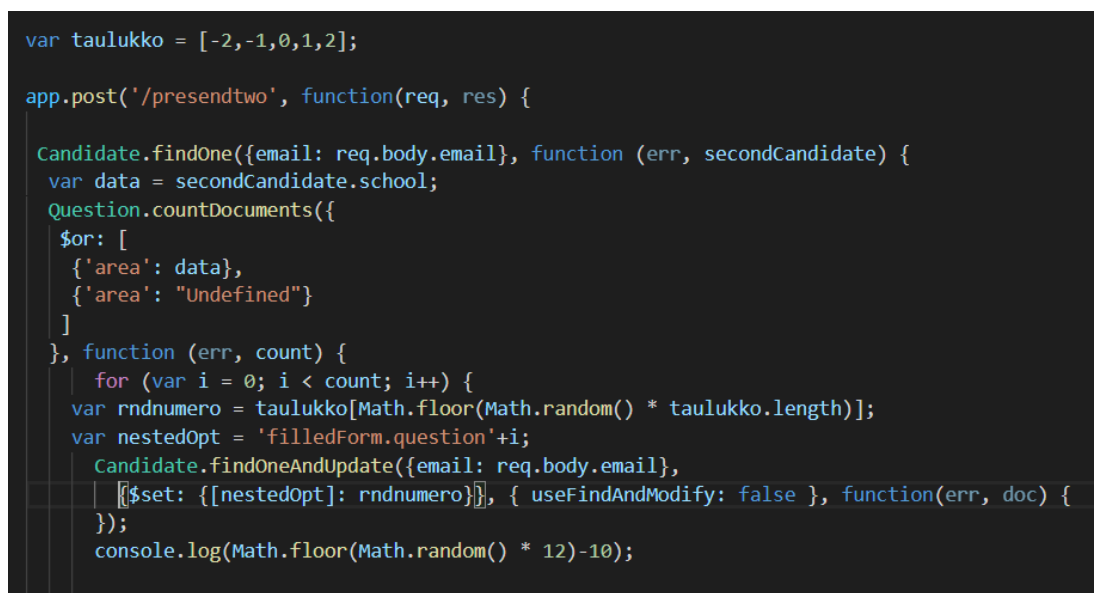 var taulukko = [-2,-1,0,1,2];
app.post('/presendtwo', function(req, res) {
Candidate.findOne({email: req.body.email}, function (err, secondCandidate) {
var data = secondCandidate.school;
Question.countDocuments({
$or: [
{'area': data},
{'area': "Undefined"}
]
}, function (err, count) {
for (var i = 0; i < count; i++) {
var rndnumero = taulukko[Math.floor(Math.random() * taulukko.length)];
var nestedOpt = 'filledForm.question'+i;
Candidate.findOneAndUpdate({email: req.body.email},
{$set: {[nestedOpt]: rndnumero}}, { useFindAndModify: false }, function(err, doc) {
});
console.log(Math.floor(Math.random() * 12)-10);